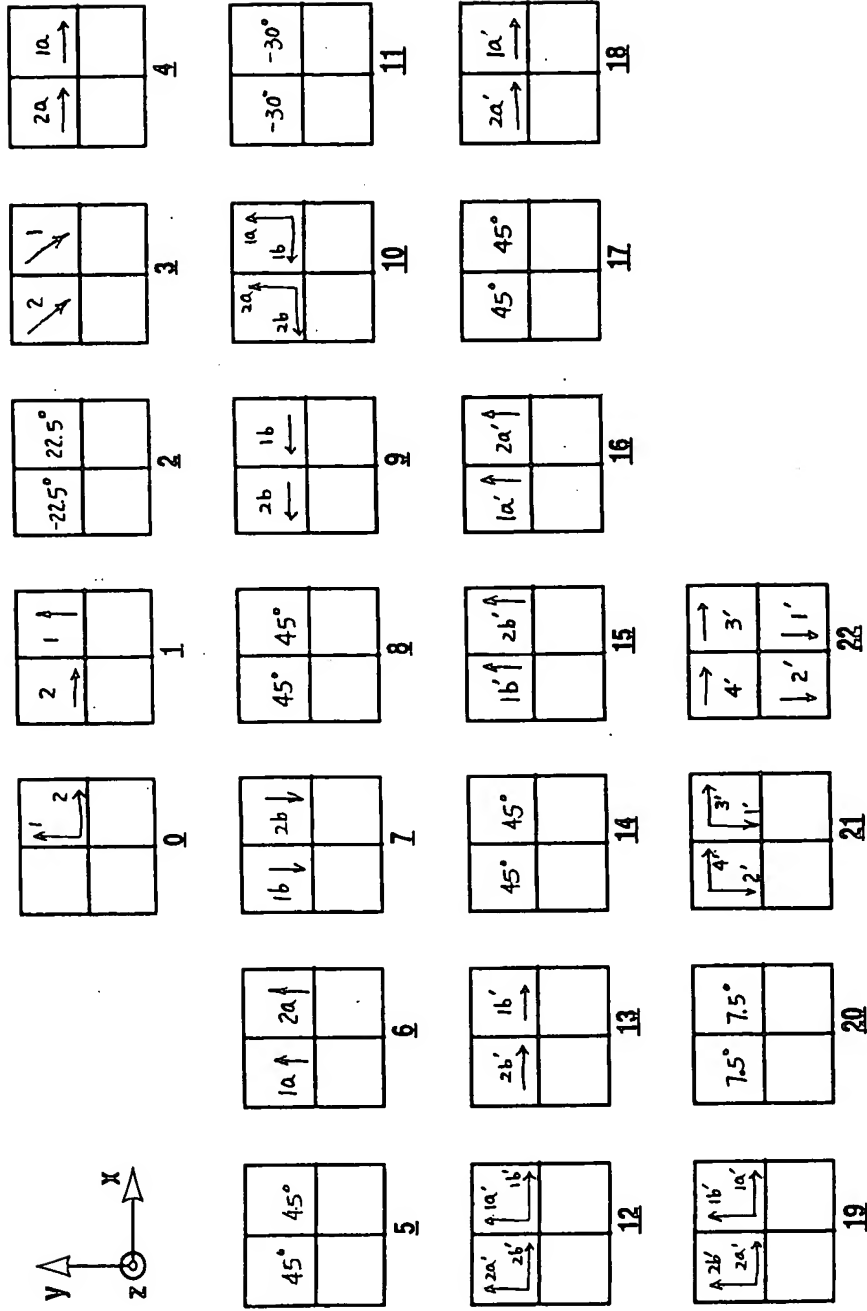 y
x
z
1 2
0
2 1
1
-22.5° 22.5°
2
2 1
3
2a 1a
4
45° 45°
5
1a 2a
6
1b 2b
7
45° 45°
8
2b 1b
9
2a 1a
2b 1b
10
-30° -30°
11
2a' 1a'
2b' 1b'
12
2b' 1b'
13
45° 45°
14
1b' 2b'
15
1a' 2a'
16
45° 45°
17
2a' 1a'
18
2b' 1b'
2a' 1a'
19
7.5° 7.5°
20
4' 3'
2' 1'
21
4' 3'
2' 1'
22